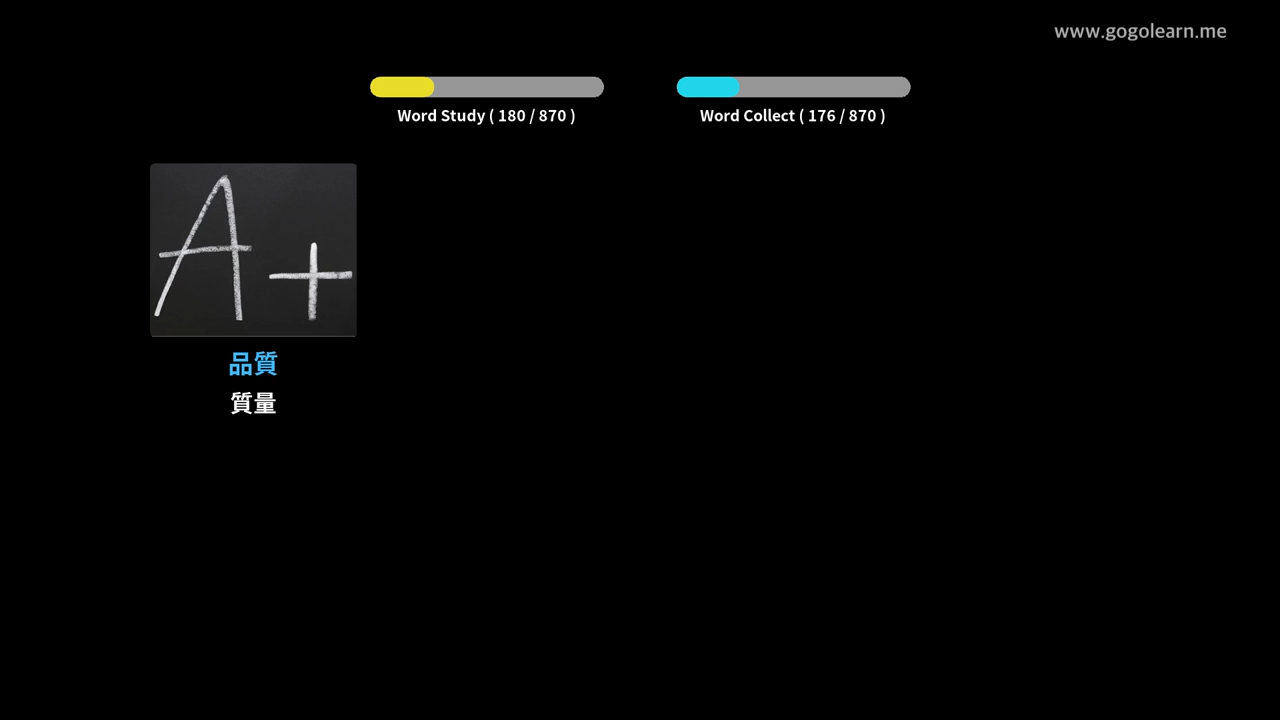 www.gogolearn.me
Word Study ( 180 / 870 )
Word Collect ( 176 / 870 )
A+
品質
質量